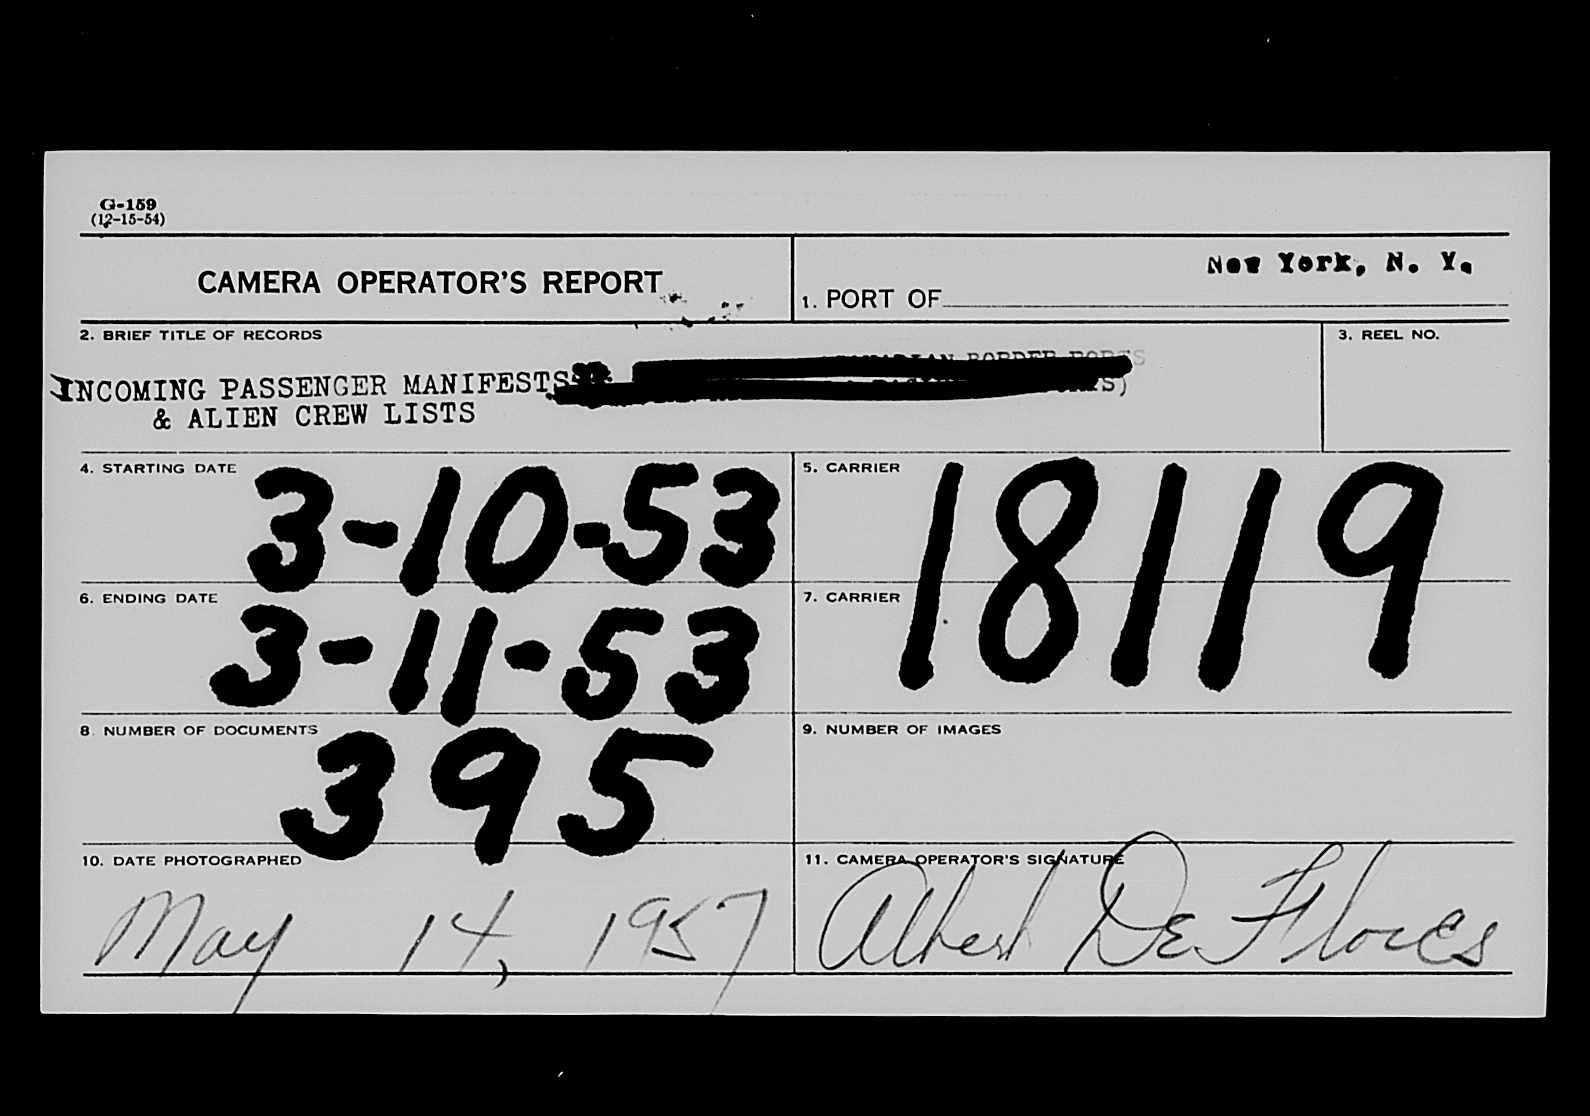 G-159
(12-15-54)
CAMERA OPERATOR'S REPORT
New York, N. Y.
1. PORT OF
2. BRIEF TITLE OF RECORDS
3. REEL NO.
BORDER PORTS
INCOMING PASSENGER MANIFESTS
& ALIEN CREW LISTS
4. STARTING DATE
3-10-53
5. CARRIER
18119
6. ENDING DATE
3-11-53
7. CARRIER
8. NUMBER OF DOCUMENTS
395
9. NUMBER OF IMAGES
10. DATE PHOTOGRAPHED
May 14, 1957
11. CAMERA OPERATOR'S SIGNATURE
Albert DeFlores